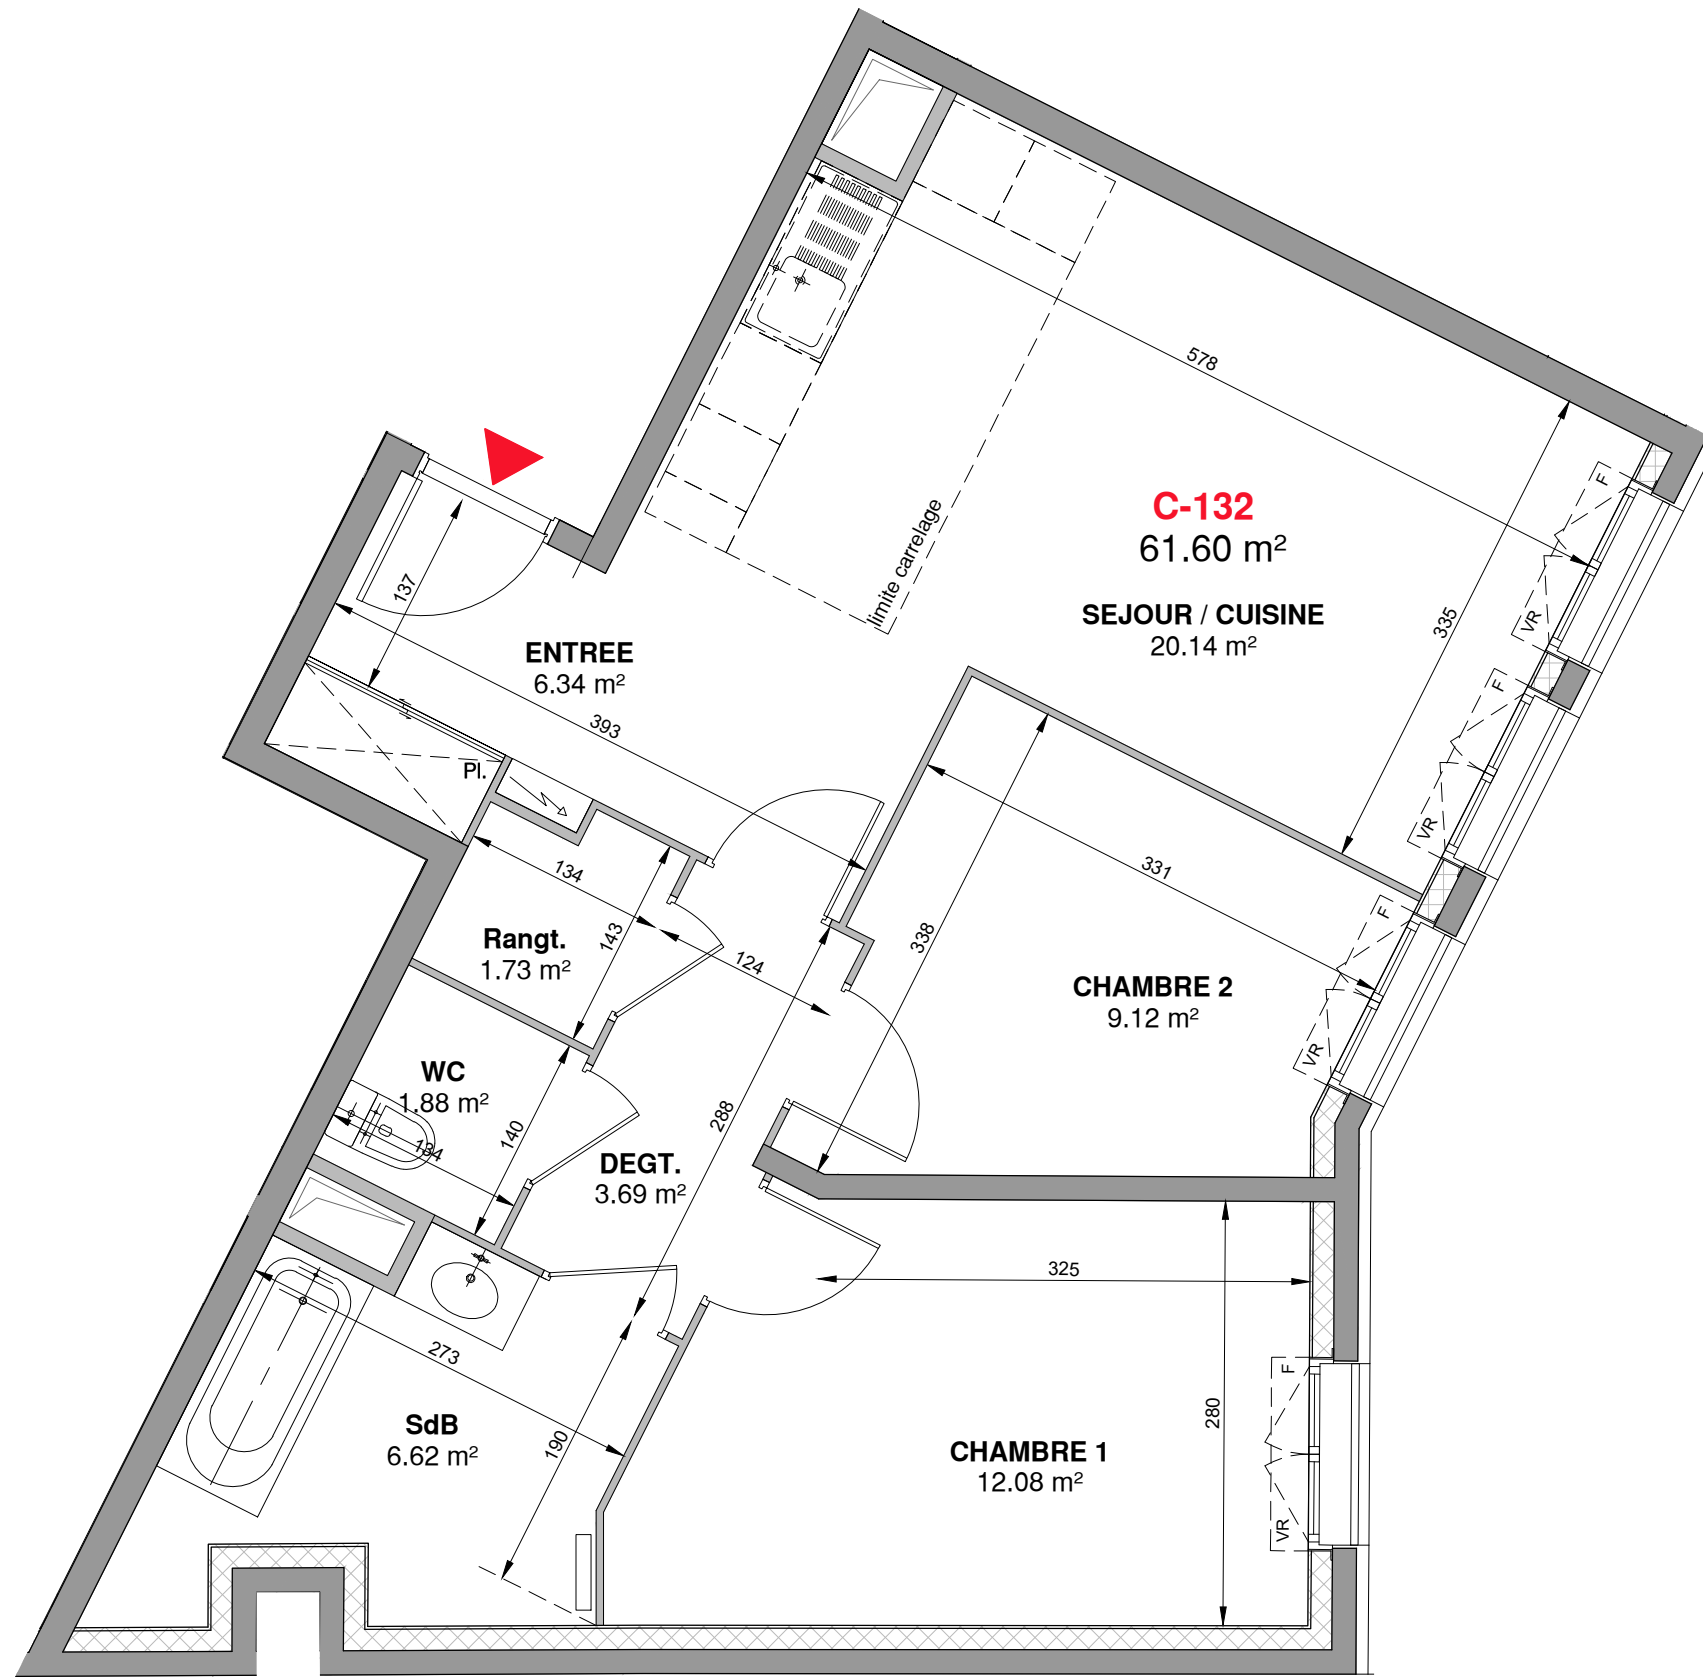 578
C-132
61.60 m²
SEJOUR / CUISINE
20.14 m²
335
limite carrelage
F
VR
F
VR
137
ENTREE
6.34 m²
393
Pl.
134
143
Rangt.
1.73 m²
124
331
338
CHAMBRE 2
9.12 m²
F
VR
WC
1.88 m²
134
140
288
DEGT.
3.69 m²
325
273
190
SdB
6.62 m²
280
CHAMBRE 1
12.08 m²
F
VR